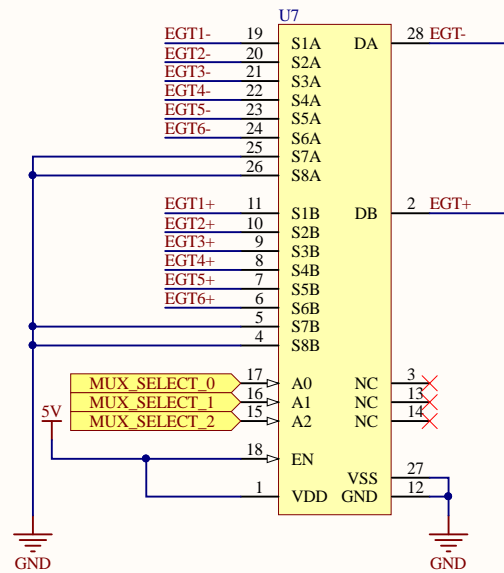 U7
EGT1- 19 S1A DA 28 EGT-
EGT2- 20 S2A
EGT3- 21 S3A
EGT4- 22 S4A
EGT5- 23 S5A
EGT6- 24 S6A
25 S7A
26 S8A
EGT1+ 11 S1B DB 2 EGT+
EGT2+ 10 S2B
EGT3+ 9 S3B
EGT4+ 8 S4B
EGT5+ 7 S5B
EGT6+ 6 S6B
5 S7B
4 S8B
MUX_SELECT_0 17 A0 NC 3
MUX_SELECT_1 16 A1 NC 13
MUX_SELECT_2 15 A2 NC 14
5V
18 EN
VSS 27
1 VDD GND 12
GND GND